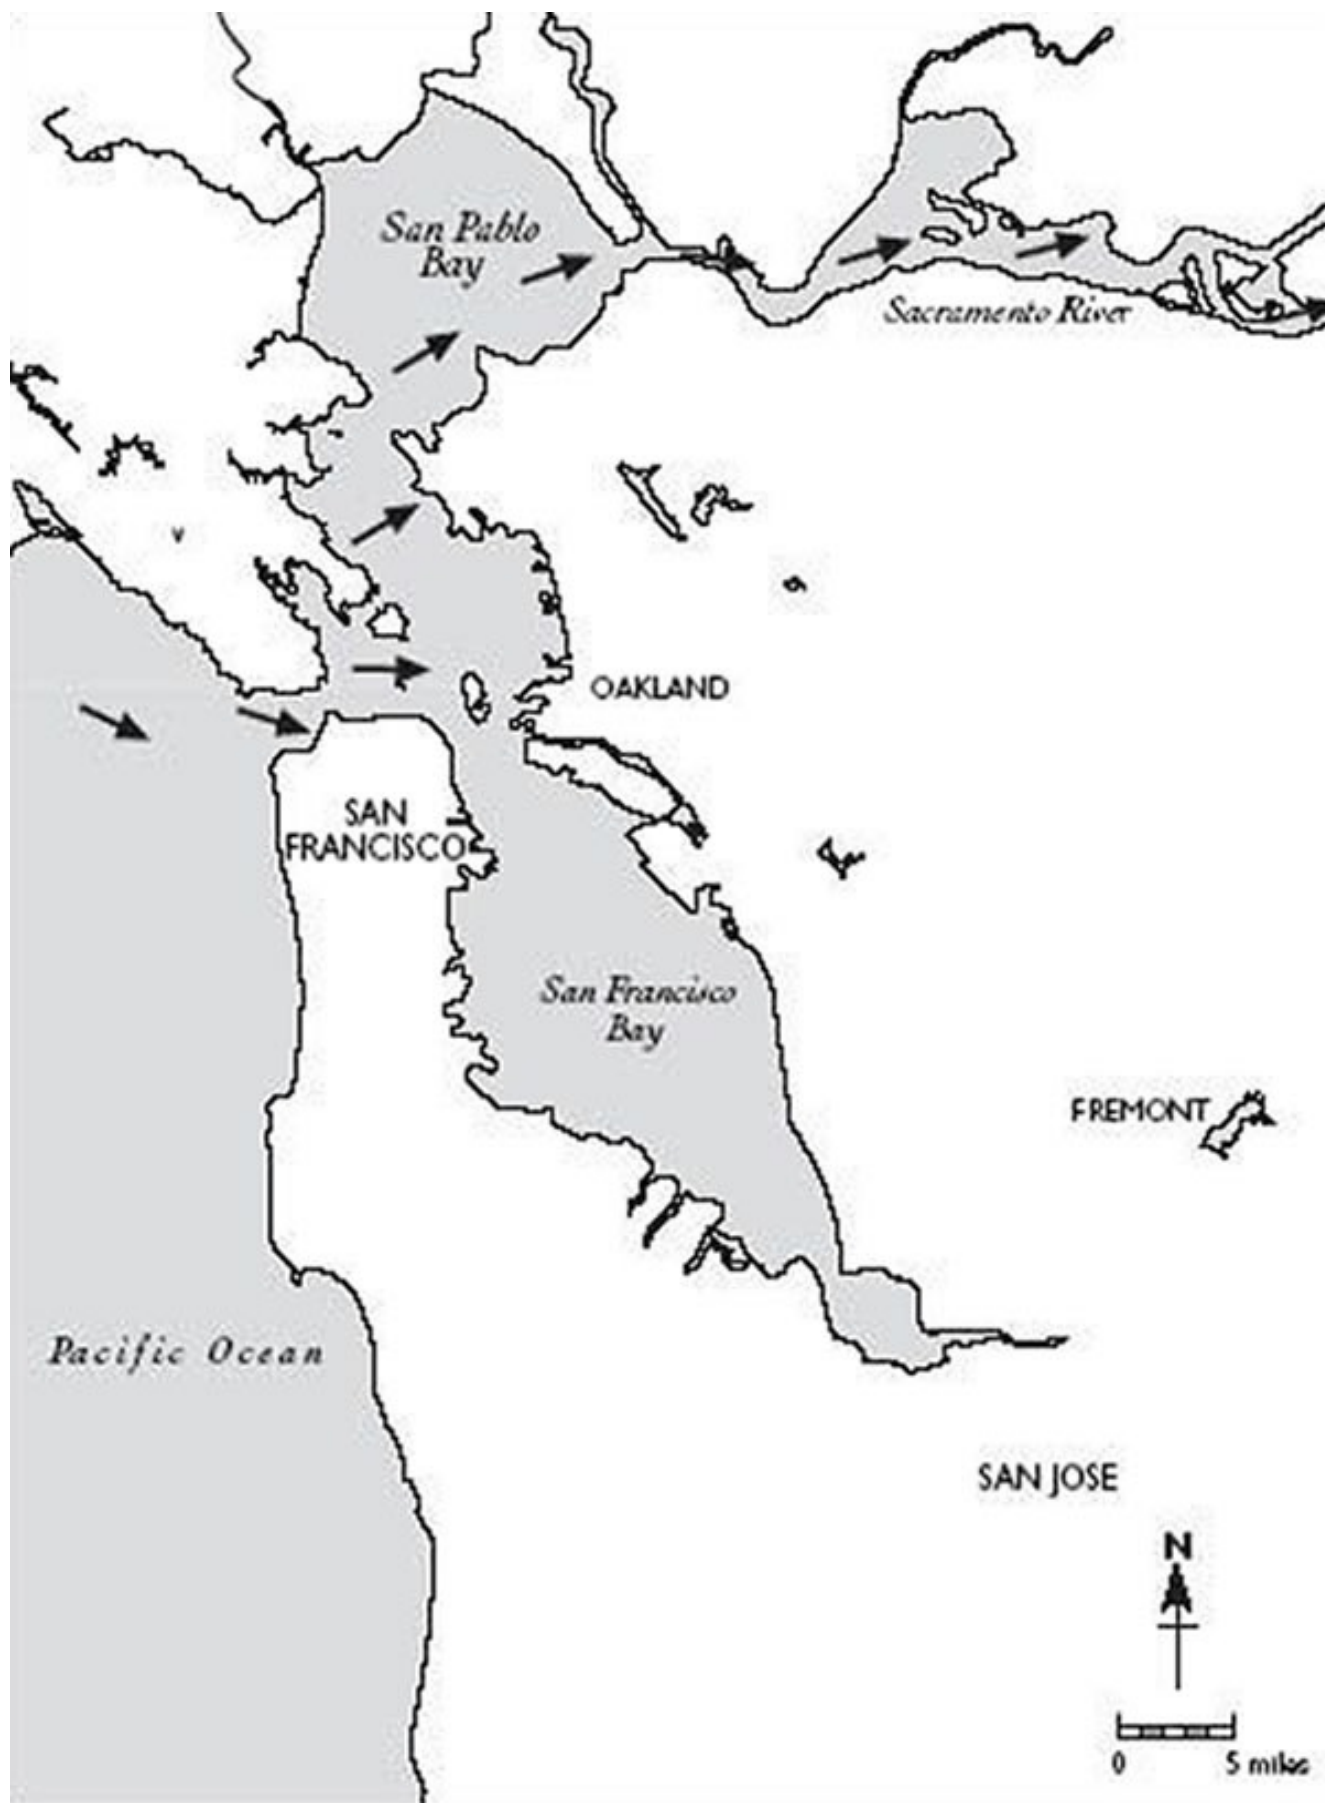 San Pablo
Bay
Sacramento River
OAKLAND
SAN
FRANCISCO
San Francisco
Bay
FREMONT
Pacific Ocean
SAN JOSE
N
0 5 miles